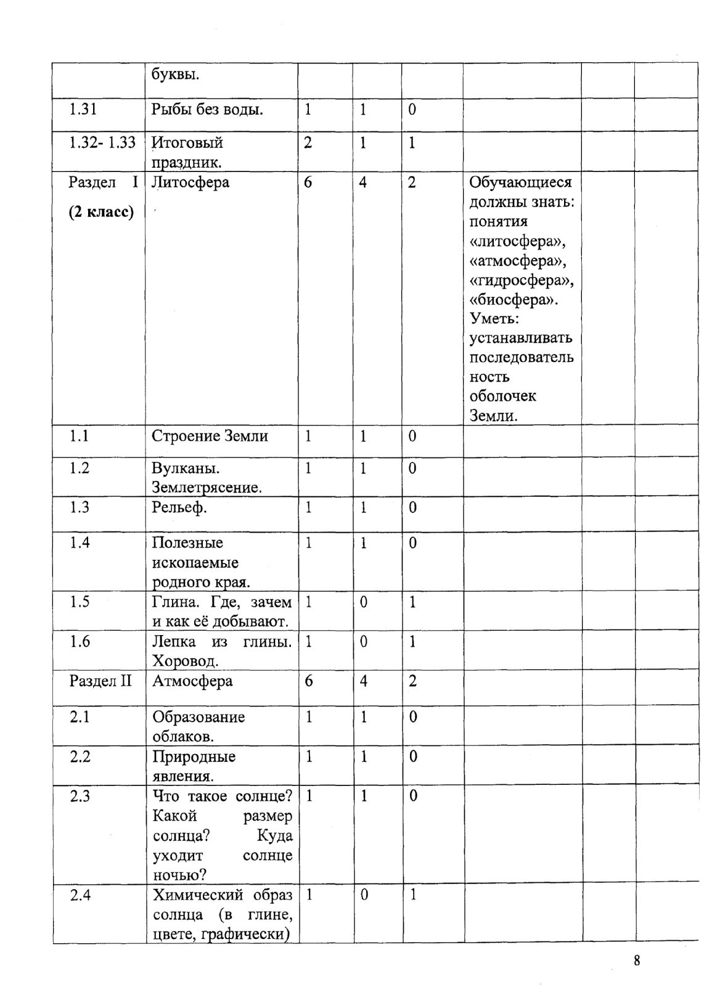 буквы.
1.31 Рыбы без воды. 1 1 0
1.32- 1.33 Итоговый 2 1 1
праздник.
Раздел I Литосфера 6 4 2 Обучающиеся
должны знать:
(2 класс)
понятия
«литосфера»,
«атмосфера»,
«гидросфера»,
«биосфера».
Уметь:
устанавливать
последователь
ность
оболочек
Земли.
1.1 Строение Земли 1 1 0
1.2 Вулканы. 1 1 0
Землетрясение.
1.3 Рельеф. 1 1 0
1.4 Полезные 1 1 0
ископаемые
родного края.
1.5 Глина. Где, зачем 1 0 1
и как её добывают.
1.6 Лепка из глины. 1 0 1
Хоровод.
Раздел II Атмосфера 6 4 2
2.1 Образование 1 1 0
облаков.
2.2 Природные 1 1 0
явления.
2.3 Что такое солнце? 1 1 0
Какой размер
солнца? Куда
уходит солнце
ночью?
2.4 Химический образ 1 0 1
солнца (в глине,
цвете, графически)
8